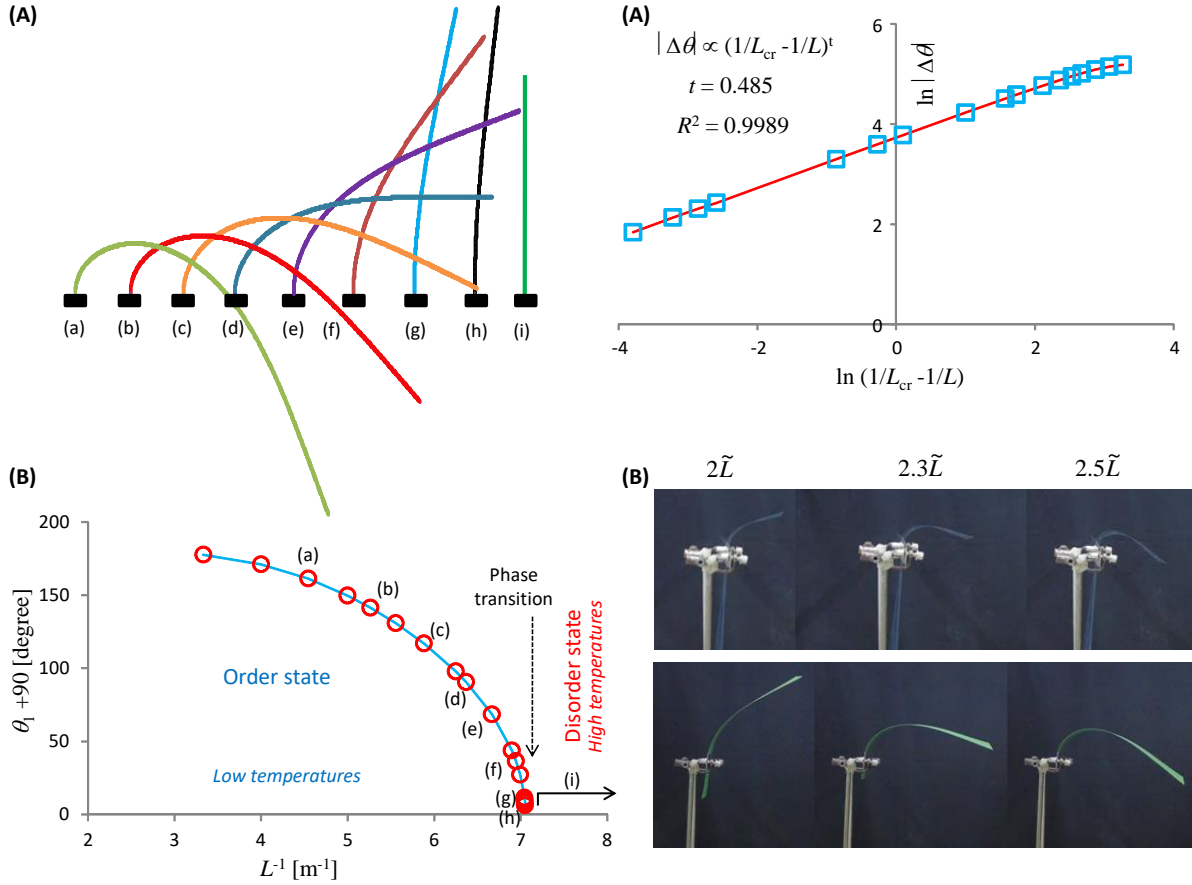 (A)
(a)
(b)
(c)
(d)
(e)
(f)
(g)
(h)
(i)
(B)
200
150
100
50
0
2
3
4
5
6
7
8
θ₁ +90 [degree]
L⁻¹ [m⁻¹]
(a)
(b)
(c)
(d)
(e)
(f)
(g)
(h)
(i)
Order state
Low temperatures
Phase
transition
Disorder state
High temperatures
(A)
|Δθ| ∝ (1/L_cr -1/L)ᵗ
t = 0.485
R² = 0.9989
ln |Δθ|
6
4
2
0
-4
-2
0
2
4
ln (1/L_cr -1/L)
(B)
2L̃
2.3L̃
2.5L̃